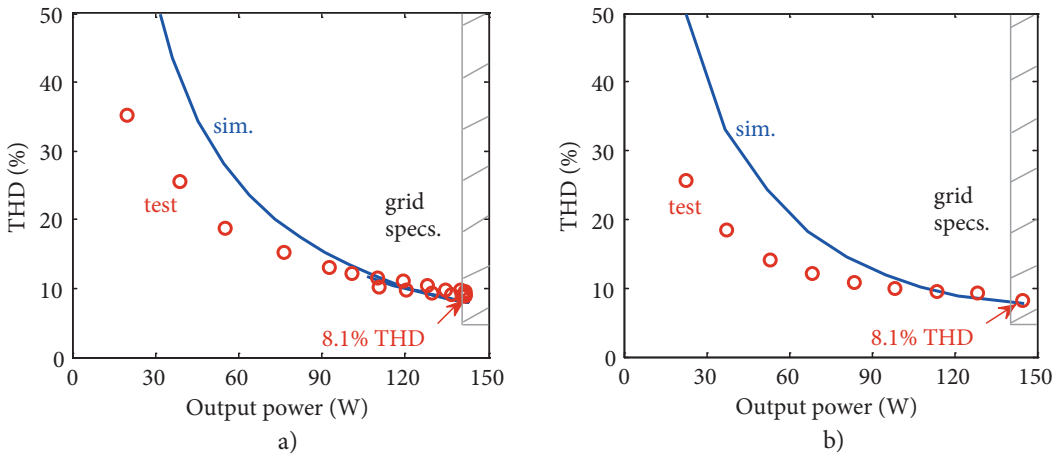 50
40
30
20
10
0
THD (%)
sim.
test
grid
specs.
8.1% THD
0 30 60 90 120 150
Output power (W)
a)
50
40
30
20
10
0
THD (%)
sim.
test
grid
specs.
8.1% THD
0 30 60 90 120 150
Output power (W)
b)